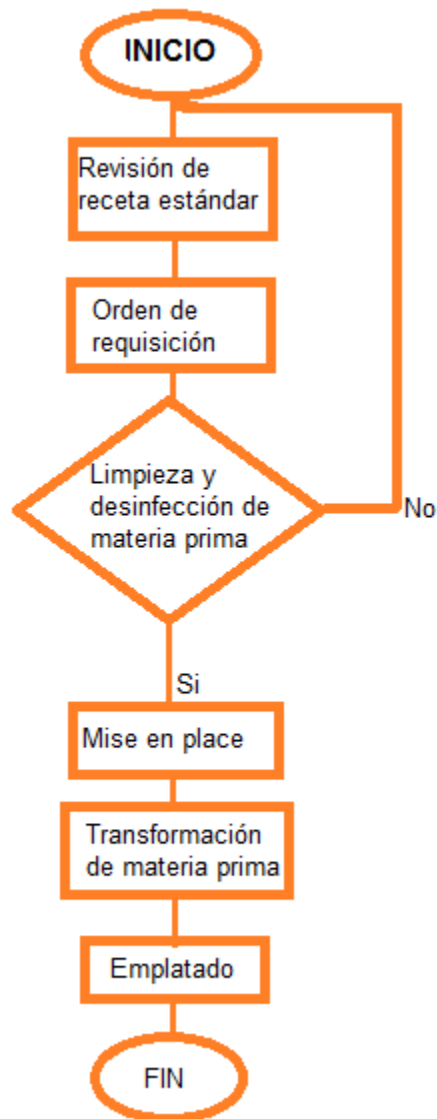 INICIO
Revisión de
receta estándar
Orden de
requisición
Limpieza y
desinfección de
materia prima
No
Si
Mise en place
Transformación
de materia prima
Emplatado
FIN